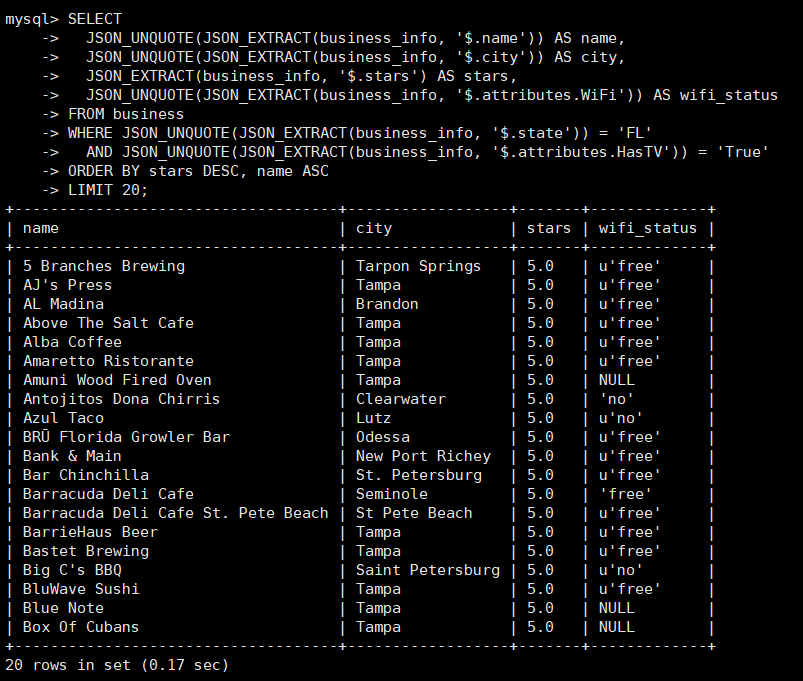 mysql> SELECT
    ->   JSON_UNQUOTE(JSON_EXTRACT(business_info, '$.name')) AS name,
    ->   JSON_UNQUOTE(JSON_EXTRACT(business_info, '$.city')) AS city,
    ->   JSON_EXTRACT(business_info, '$.stars') AS stars,
    ->   JSON_UNQUOTE(JSON_EXTRACT(business_info, '$.attributes.WiFi')) AS wifi_status
    -> FROM business
    -> WHERE JSON_UNQUOTE(JSON_EXTRACT(business_info, '$.state')) = 'FL'
    ->   AND JSON_UNQUOTE(JSON_EXTRACT(business_info, '$.attributes.HasTV')) = 'True'
    -> ORDER BY stars DESC, name ASC
    -> LIMIT 20;
+------------------------------------+------------------+-------+-------------+
| name                               | city             | stars | wifi_status |
+------------------------------------+------------------+-------+-------------+
| 5 Branches Brewing                 | Tarpon Springs   | 5.0   | u'free'     |
| AJ's Press                         | Tampa            | 5.0   | u'free'     |
| AL Madina                          | Brandon          | 5.0   | u'free'     |
| Above The Salt Cafe                | Tampa            | 5.0   | u'free'     |
| Alba Coffee                        | Tampa            | 5.0   | u'free'     |
| Amaretto Ristorante                | Tampa            | 5.0   | u'free'     |
| Amuni Wood Fired Oven              | Tampa            | 5.0   | NULL        |
| Antojitos Dona Chirris             | Clearwater       | 5.0   | 'no'        |
| Azul Taco                          | Lutz             | 5.0   | u'no'       |
| BRŪ Florida Growler Bar            | Odessa           | 5.0   | u'free'     |
| Bank & Main                        | New Port Richey  | 5.0   | u'free'     |
| Bar Chinchilla                     | St. Petersburg   | 5.0   | u'free'     |
| Barracuda Deli Cafe                | Seminole         | 5.0   | 'free'      |
| Barracuda Deli Cafe St. Pete Beach | St Pete Beach    | 5.0   | u'free'     |
| BarrieHaus Beer                    | Tampa            | 5.0   | u'free'     |
| Bastet Brewing                     | Tampa            | 5.0   | u'free'     |
| Big C's BBQ                        | Saint Petersburg | 5.0   | u'no'       |
| BluWave Sushi                      | Tampa            | 5.0   | u'free'     |
| Blue Note                          | Tampa            | 5.0   | NULL        |
| Box Of Cubans                      | Tampa            | 5.0   | NULL        |
+------------------------------------+------------------+-------+-------------+
20 rows in set (0.17 sec)